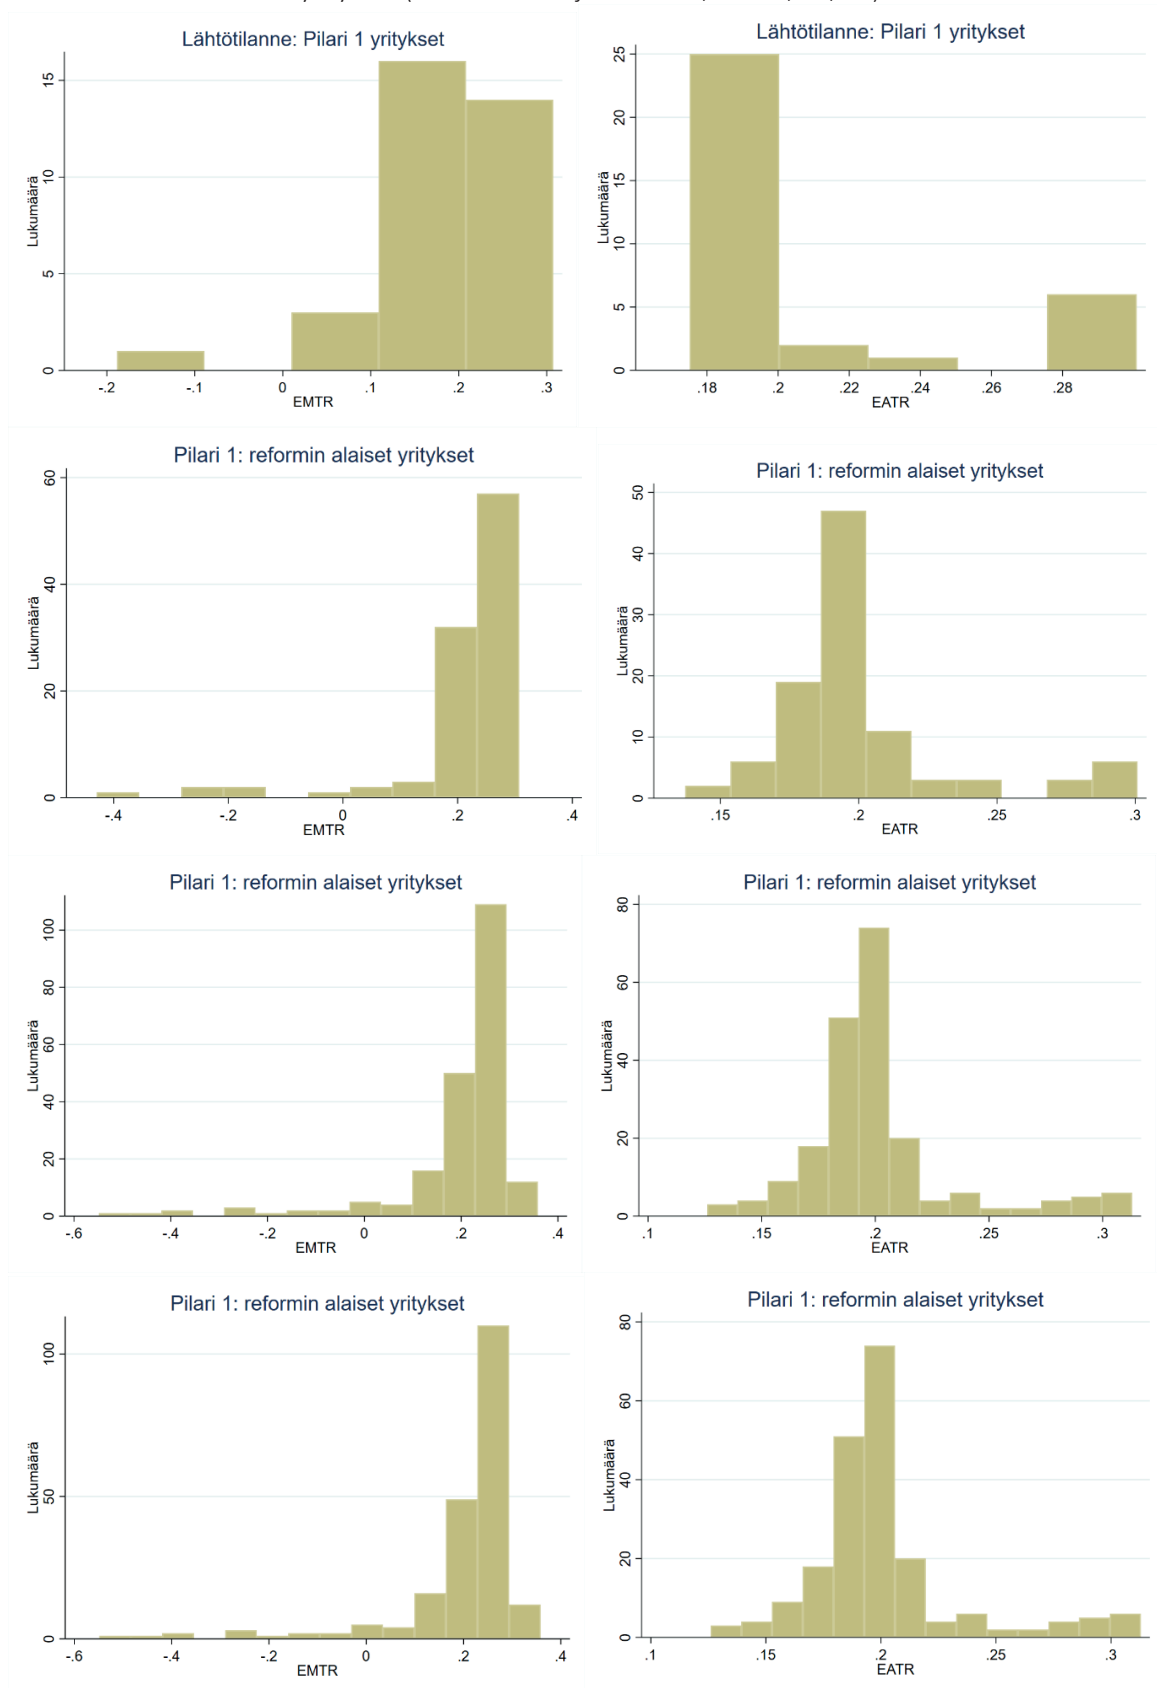 Lähtötilanne: Pilari 1 yritykset
Lukumäärä
15
10
5
0
-.2 -.1 0 .1 .2 .3
EMTR
Lähtötilanne: Pilari 1 yritykset
Lukumäärä
25
20
15
10
5
0
.18 .2 .22 .24 .26 .28
EATR
Pilari 1: reformin alaiset yritykset
Lukumäärä
60
40
20
0
-.4 -.2 0 .2 .4
EMTR
Pilari 1: reformin alaiset yritykset
Lukumäärä
50
40
30
20
10
0
.15 .2 .25 .3
EATR
Pilari 1: reformin alaiset yritykset
Lukumäärä
100
80
60
40
20
0
-.6 -.4 -.2 0 .2 .4
EMTR
Pilari 1: reformin alaiset yritykset
Lukumäärä
80
60
40
20
0
.1 .15 .2 .25 .3
EATR
Pilari 1: reformin alaiset yritykset
Lukumäärä
100
50
0
-.6 -.4 -.2 0 .2 .4
EMTR
Pilari 1: reformin alaiset yritykset
Lukumäärä
80
60
40
20
0
.1 .15 .2 .25 .3
EATR